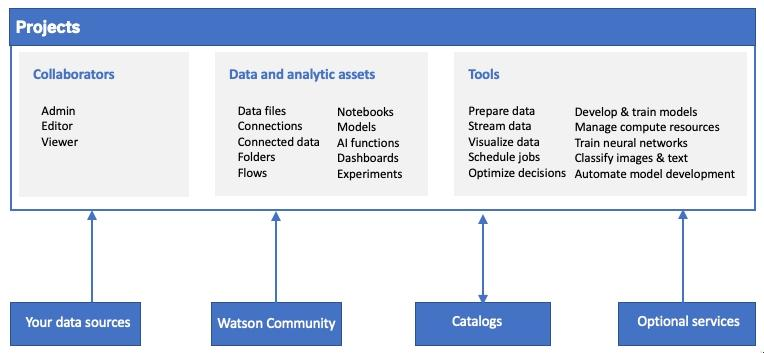 Projects
Collaborators
Admin
Editor
Viewer
Data and analytic assets
Data files
Connections
Connected data
Folders
Flows
Notebooks
Models
AI functions
Dashboards
Experiments
Tools
Prepare data
Stream data
Visualize data
Schedule jobs
Optimize decisions
Develop & train models
Manage compute resources
Train neural networks
Classify images & text
Automate model development
Your data sources
Watson Community
Catalogs
Optional services